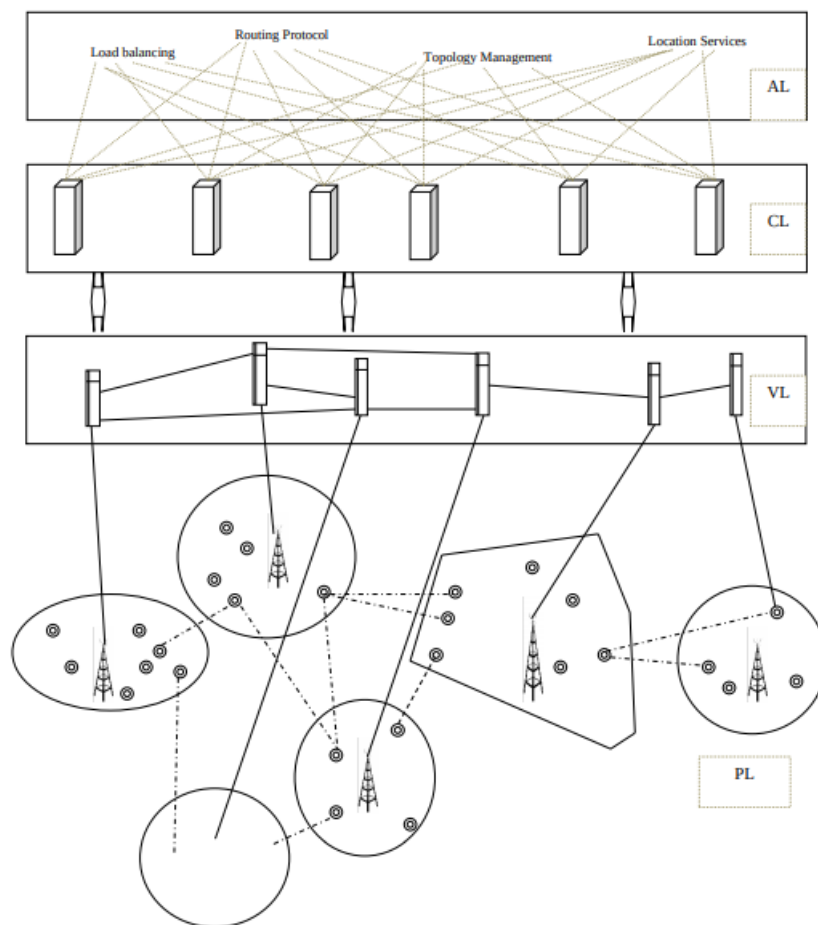 Load balancing
Routing Protocol
Topology Management
Location Services
AL
CL
VL
PL